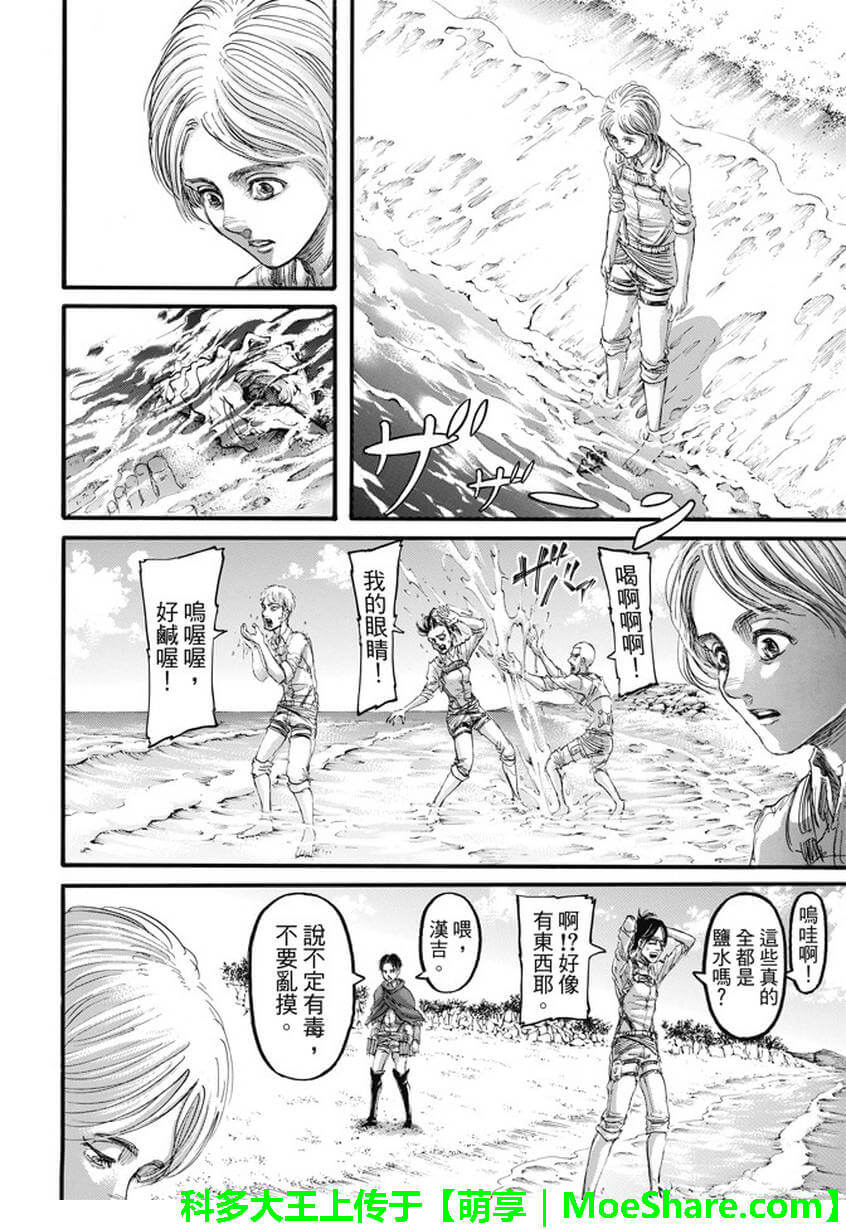 ザザーン
喝啊啊啊！
ザバァ
我的眼睛！
嗚喔喔，
好鹹喔！
嗚哇啊！
這些真的
全都是
鹽水嗎？
啊!?好像
有東西耶。
喂，
漢吉。
說不定有毒，
不要亂摸。
科多大王上传于【萌享｜MoeShare.com】